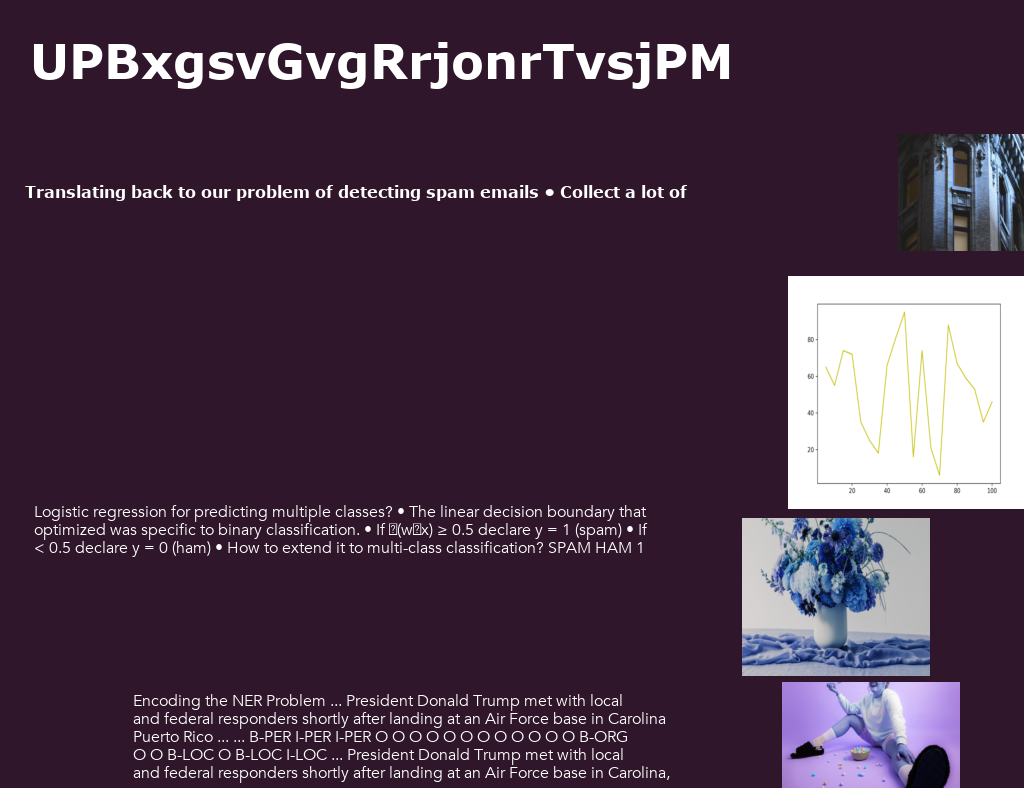 UPBxgsvGvgRrjonrTvsjPM
Translating back to our problem of detecting spam emails • Collect a lot of
80
60
40
20
20 40 60 80 100
Logistic regression for predicting multiple classes? • The linear decision boundary that
optimized was specific to binary classification. • If (w x) ≥ 0.5 declare y = 1 (spam) • If
< 0.5 declare y = 0 (ham) • How to extend it to multi-class classification? SPAM HAM 1
Encoding the NER Problem ... President Donald Trump met with local
and federal responders shortly after landing at an Air Force base in Carolina
Puerto Rico ... ... B-PER I-PER I-PER O O O O O O O O O O O O B-ORG
O O B-LOC O B-LOC I-LOC ... President Donald Trump met with local
and federal responders shortly after landing at an Air Force base in Carolina,